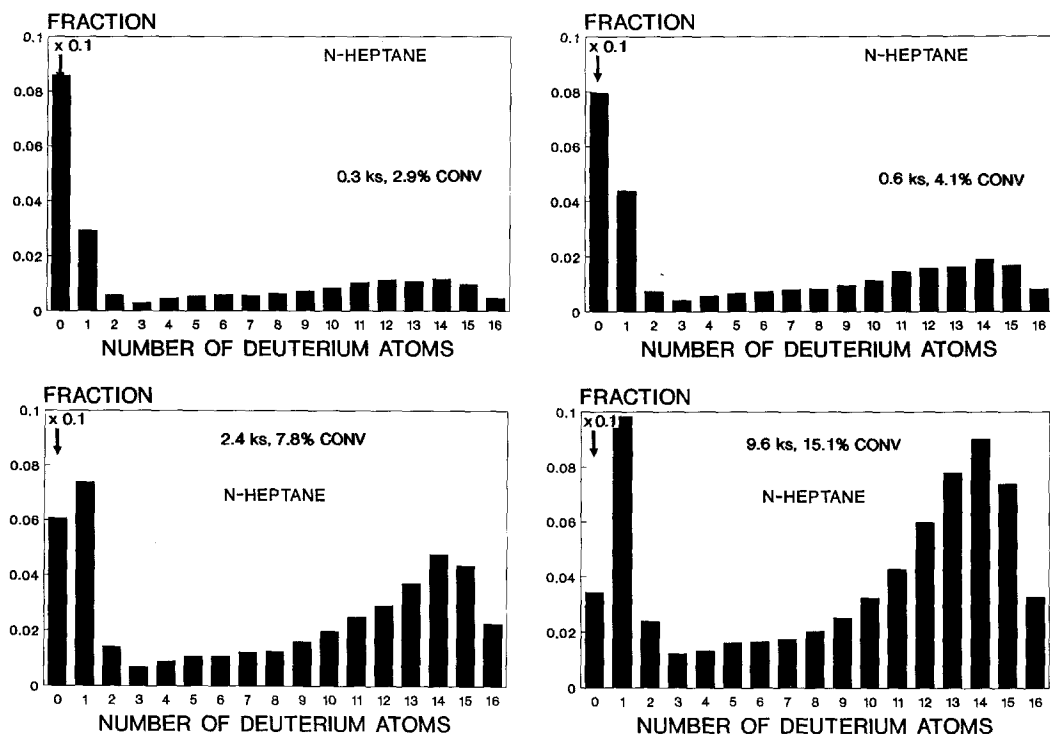 FRACTION
0.1
x 0.1
N-HEPTANE
0.08
0.06
0.3 ks, 2.9% CONV
0.04
0.02
0
0 1 2 3 4 5 6 7 8 9 10 11 12 13 14 15 16
NUMBER OF DEUTERIUM ATOMS
FRACTION
0.1
x 0.1
N-HEPTANE
0.08
0.06
0.6 ks, 4.1% CONV
0.04
0.02
0
0 1 2 3 4 5 6 7 8 9 10 11 12 13 14 15 16
NUMBER OF DEUTERIUM ATOMS
FRACTION
0.1
x 0.1
2.4 ks, 7.8% CONV
0.08
N-HEPTANE
0.06
0.04
0.02
0
0 1 2 3 4 5 6 7 8 9 10 11 12 13 14 15 16
NUMBER OF DEUTERIUM ATOMS
FRACTION
0.1
x 0.1
9.6 ks, 15.1% CONV
0.08
N-HEPTANE
0.06
0.04
0.02
0
0 1 2 3 4 5 6 7 8 9 10 11 12 13 14 15 16
NUMBER OF DEUTERIUM ATOMS